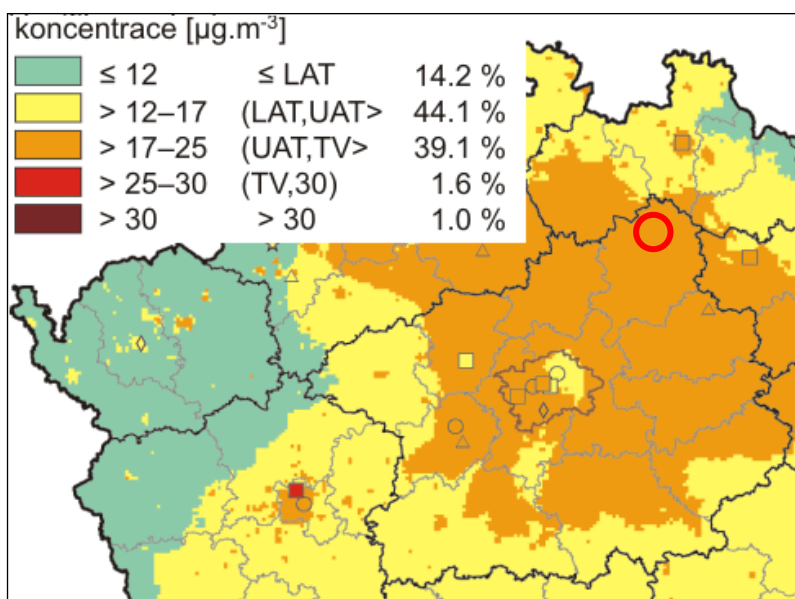 koncentrace [µg.m⁻³]
≤ 12 ≤ LAT 14.2 %
> 12–17 (LAT,UAT> 44.1 %
> 17–25 (UAT,TV> 39.1 %
> 25–30 (TV,30) 1.6 %
> 30 > 30 1.0 %